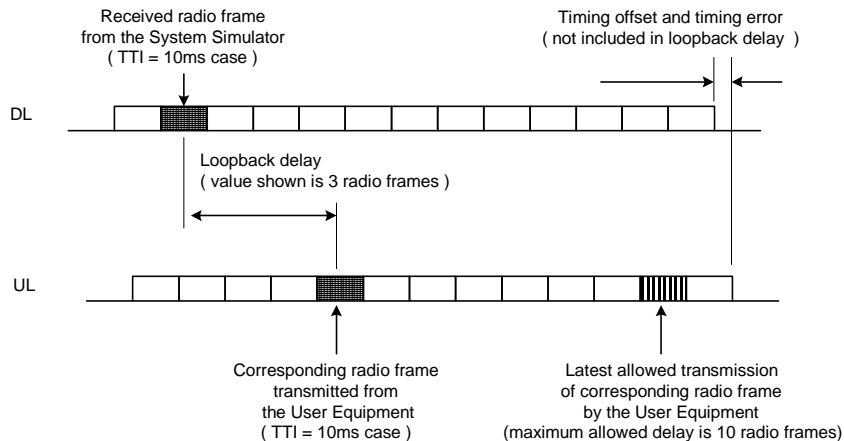 Received radio frame
from the System Simulator
( TTI = 10ms case )
Timing offset and timing error
( not included in loopback delay )
DL
Loopback delay
( value shown is 3 radio frames )
UL
Corresponding radio frame
transmitted from
the User Equipment
( TTI = 10ms case )
Latest allowed transmission
of corresponding radio frame
by the User Equipment
(maximum allowed delay is 10 radio frames)